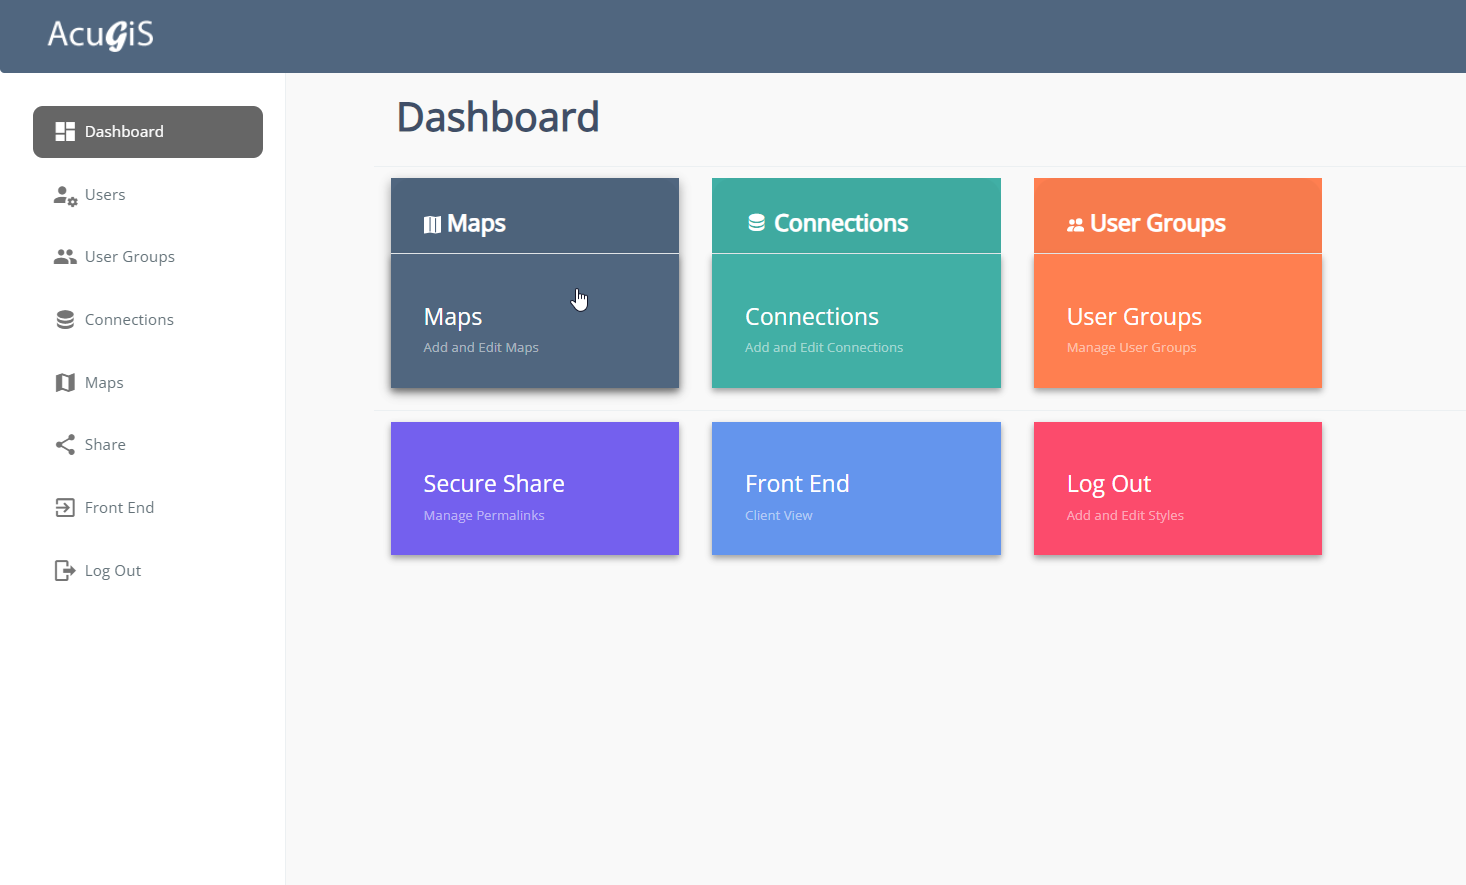 AcuGiS
Dashboard
Users
User Groups
Connections
Maps
Share
Front End
Log Out
Dashboard
Maps
Maps
Add and Edit Maps
Connections
Connections
Add and Edit Connections
User Groups
User Groups
Manage User Groups
Secure Share
Manage Permalinks
Front End
Client View
Log Out
Add and Edit Styles